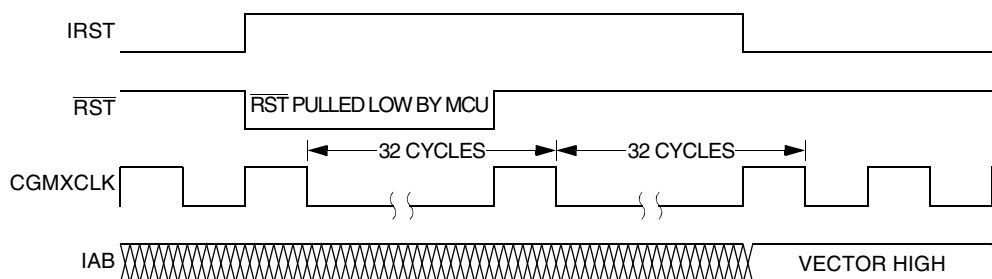 IRST
RST
RST PULLED LOW BY MCU
32 CYCLES
32 CYCLES
CGMXCLK
IAB
VECTOR HIGH